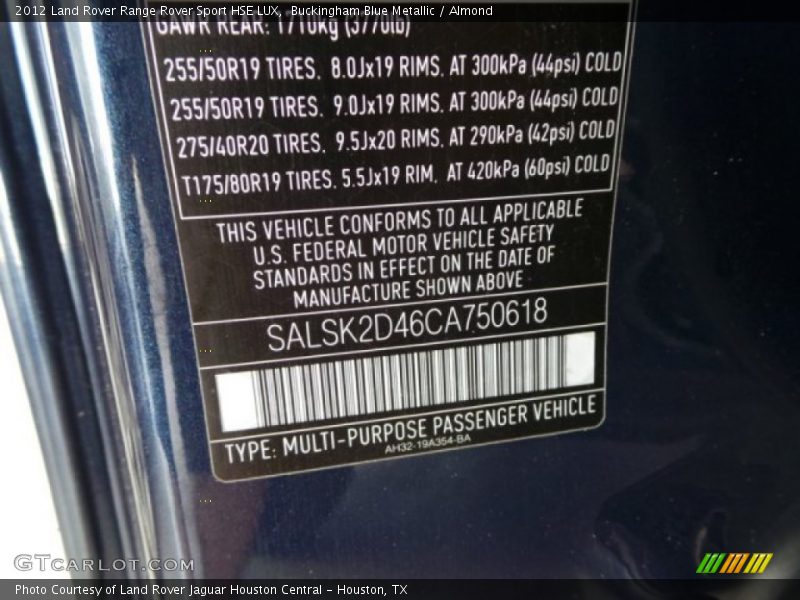 2012 Land Rover Range Rover Sport HSE LUX, Buckingham Blue Metallic / Almond
GAWR REAR: 1710kg (3770lb)
255/50R19 TIRES. 8.0Jx19 RIMS. AT 300kPa (44psi) COLD
255/50R19 TIRES. 9.0Jx19 RIMS. AT 300kPa (44psi) COLD
275/40R20 TIRES. 9.5Jx20 RIMS. AT 290kPa (42psi) COLD
T175/80R19 TIRES. 5.5Jx19 RIM. AT 420kPa (60psi) COLD
THIS VEHICLE CONFORMS TO ALL APPLICABLE
U.S. FEDERAL MOTOR VEHICLE SAFETY
STANDARDS IN EFFECT ON THE DATE OF
MANUFACTURE SHOWN ABOVE
SALSK2D46CA750618
TYPE: MULTI-PURPOSE PASSENGER VEHICLE
AH32-19A354-BA
GTCARLOT.COM
Photo Courtesy of Land Rover Jaguar Houston Central - Houston, TX